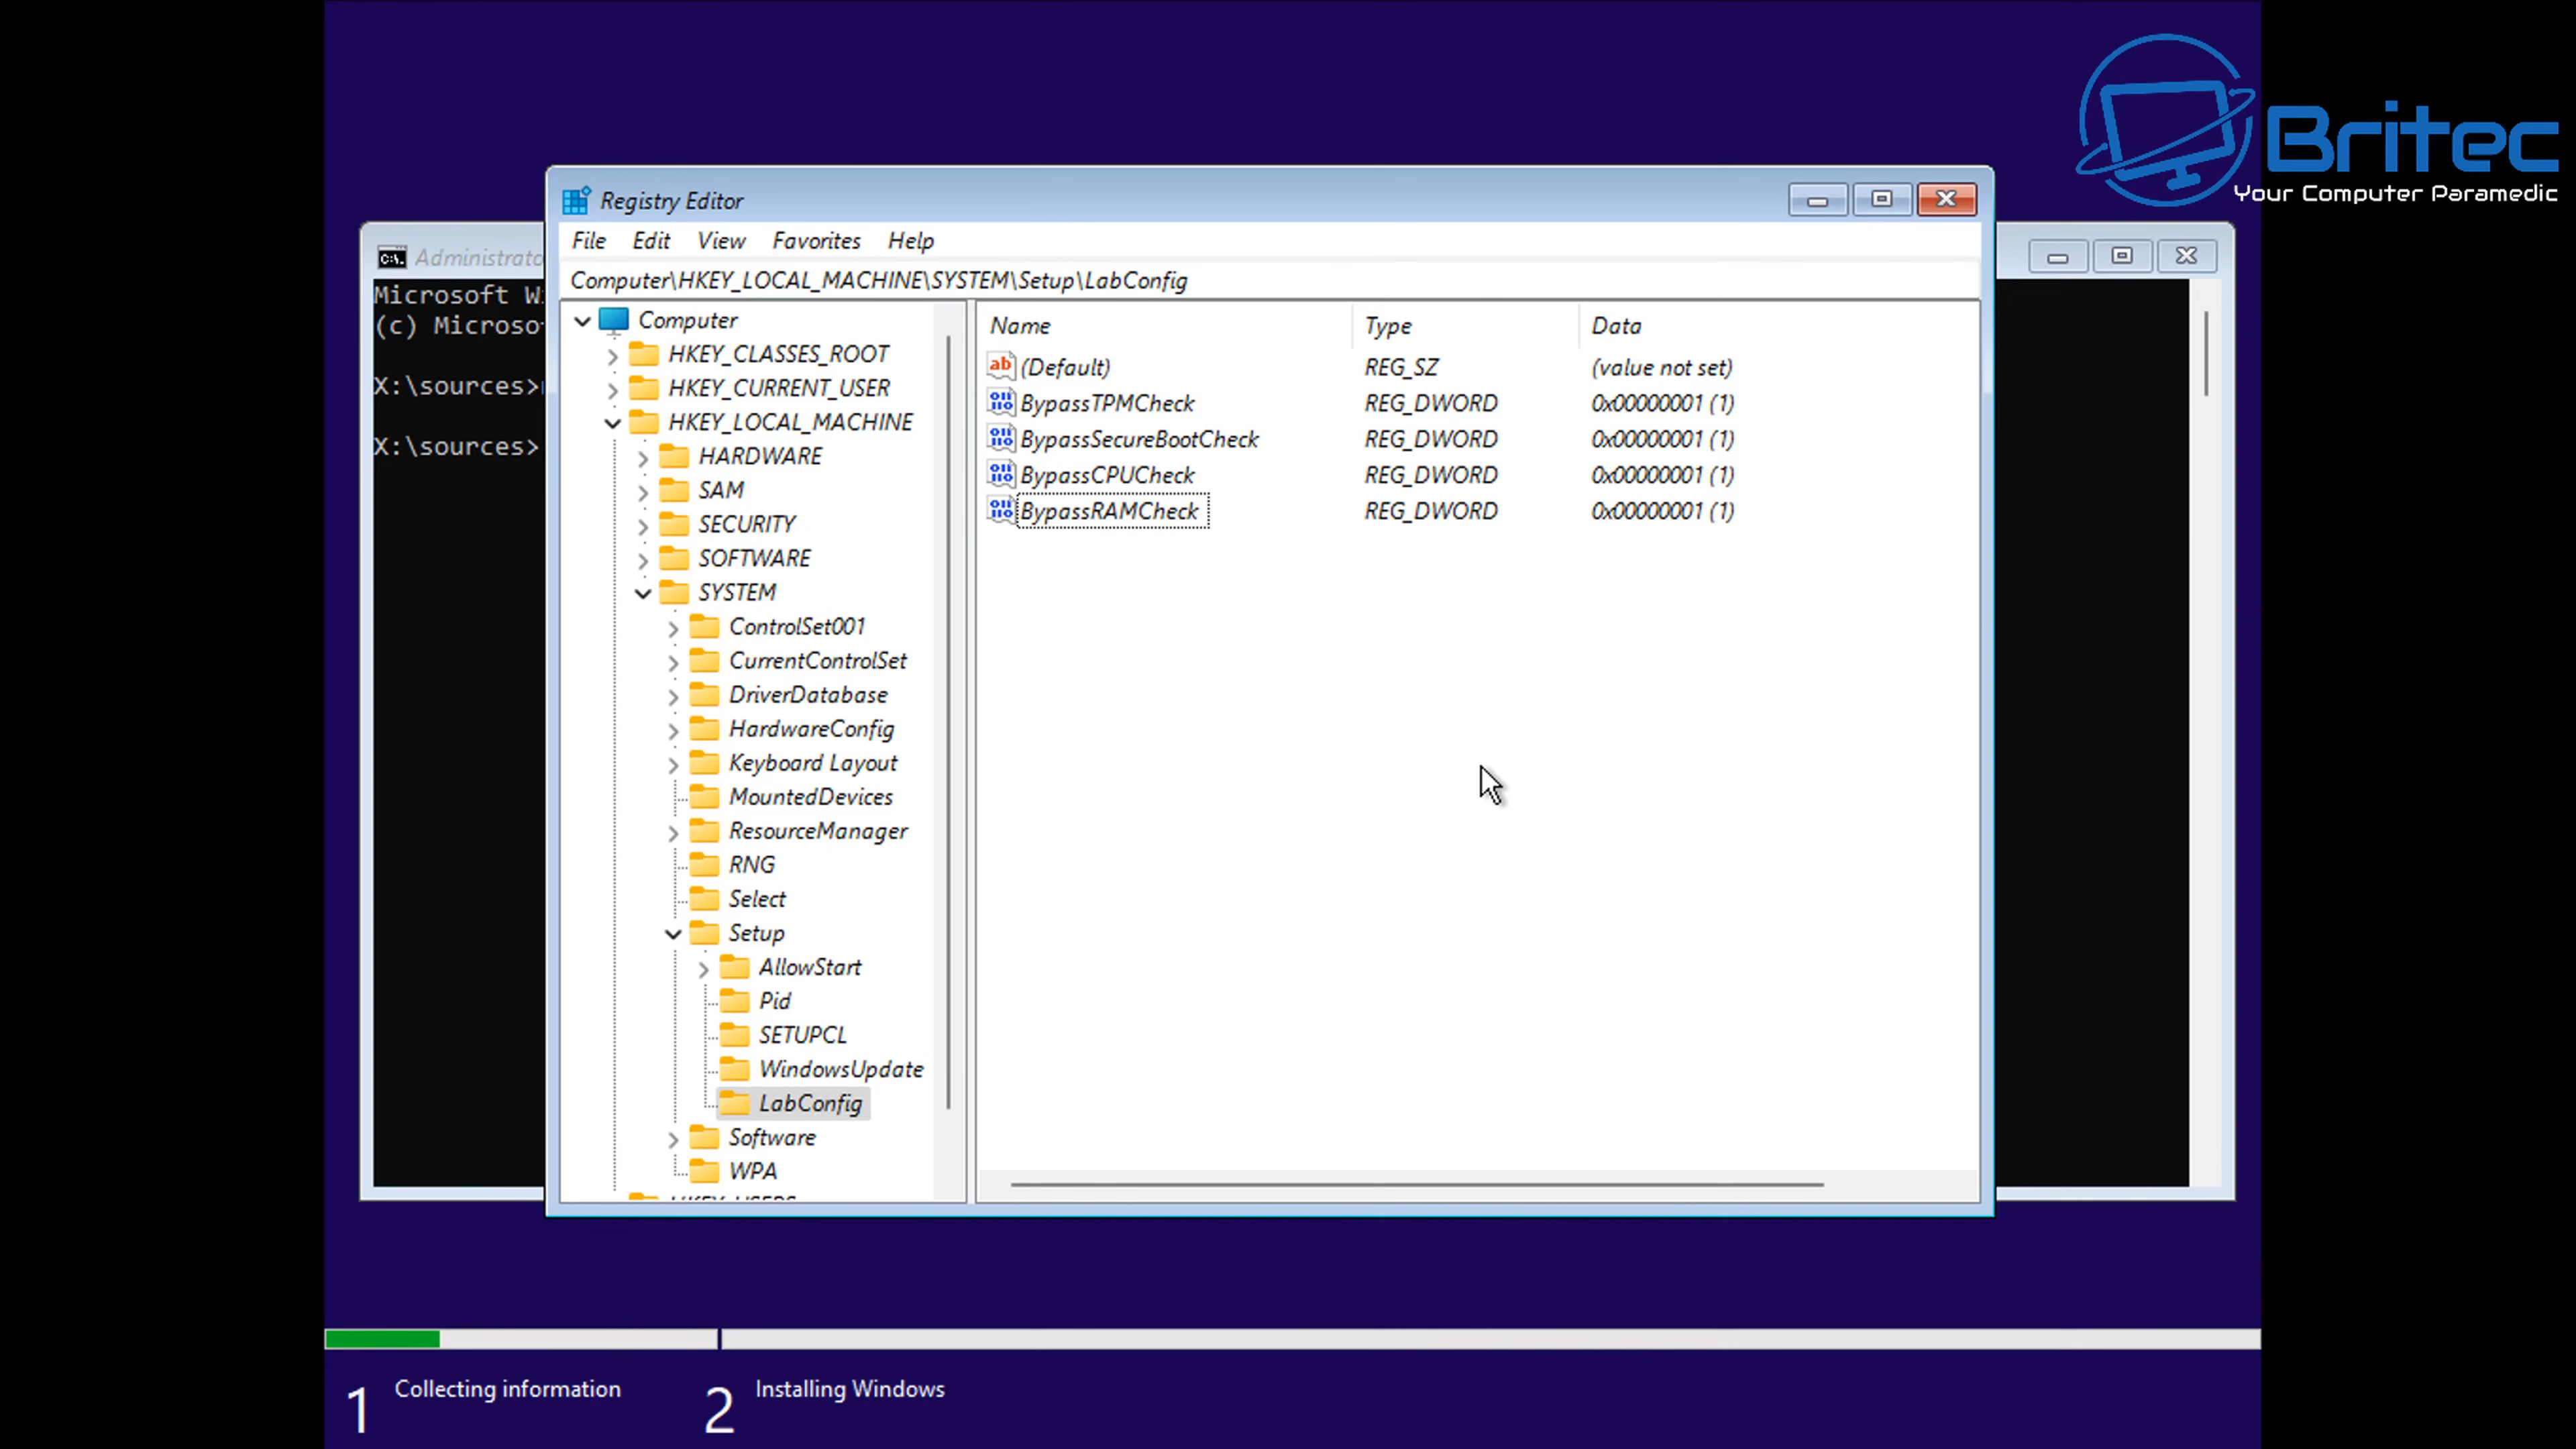 Britec
Your Computer Paramedic
Registry Editor
File Edit View Favorites Help
Computer\HKEY_LOCAL_MACHINE\SYSTEM\Setup\LabConfig
Administrato
Microsoft W
(c) Microso
X:\sources>
X:\sources>
Computer
HKEY_CLASSES_ROOT
HKEY_CURRENT_USER
HKEY_LOCAL_MACHINE
HARDWARE
SAM
SECURITY
SOFTWARE
SYSTEM
ControlSet001
CurrentControlSet
DriverDatabase
HardwareConfig
Keyboard Layout
MountedDevices
ResourceManager
RNG
Select
Setup
AllowStart
Pid
SETUPCL
WindowsUpdate
LabConfig
Software
WPA
HKEY_USERS
Name Type Data
(Default) REG_SZ (value not set)
BypassTPMCheck REG_DWORD 0x00000001 (1)
BypassSecureBootCheck REG_DWORD 0x00000001 (1)
BypassCPUCheck REG_DWORD 0x00000001 (1)
BypassRAMCheck REG_DWORD 0x00000001 (1)
1 Collecting information 2 Installing Windows